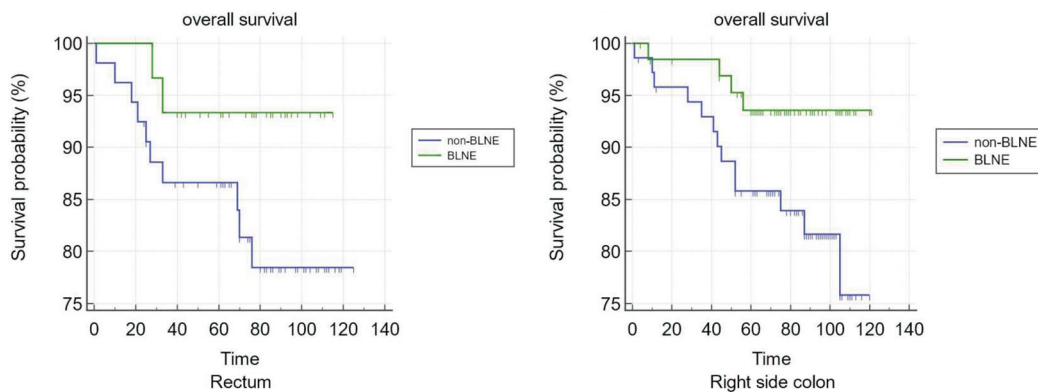 overall survival
100
95
90
85
80
75
Survival probability (%)
0 20 40 60 80 100 120 140
Time
Rectum
non-BLNE
BLNE
overall survival
100
95
90
85
80
75
Survival probability (%)
0 20 40 60 80 100 120 140
Time
Right side colon
non-BLNE
BLNE